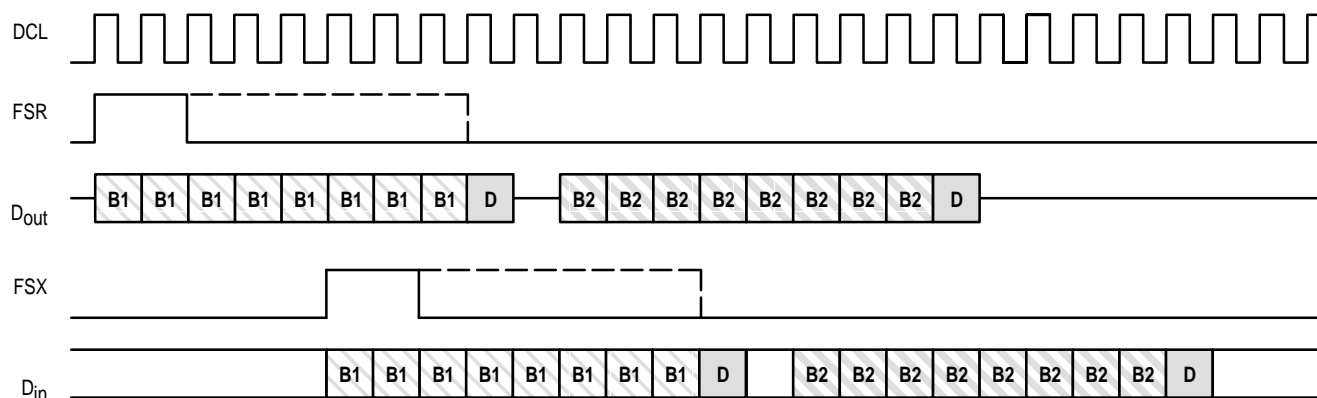 DCL
FSR
Dout B1 B1 B1 B1 B1 B1 B1 B1 D B2 B2 B2 B2 B2 B2 B2 B2 D
FSX
Din B1 B1 B1 B1 B1 B1 B1 B1 D B2 B2 B2 B2 B2 B2 B2 B2 D